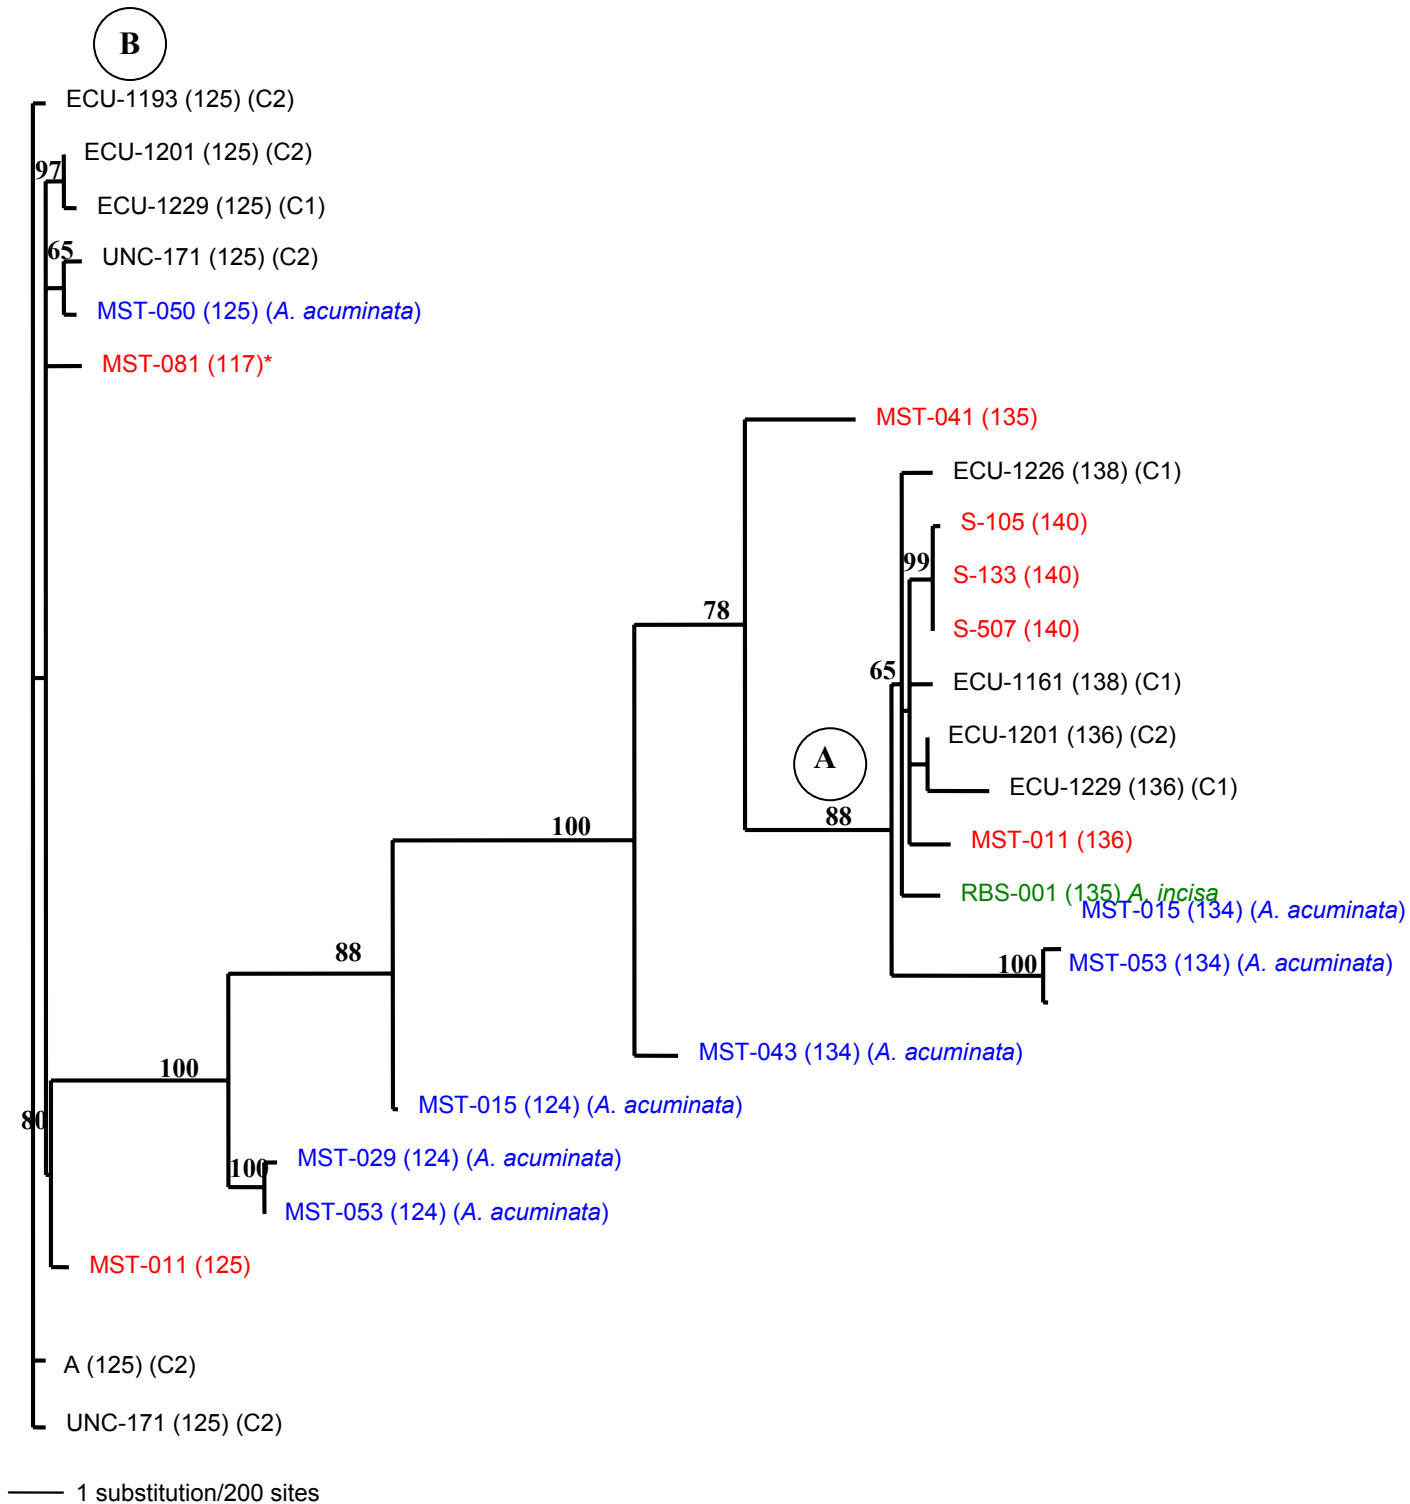 B
ECU-1193 (125) (C2)
ECU-1201 (125) (C2)
97
ECU-1229 (125) (C1)
65
UNC-171 (125) (C2)
MST-050 (125) (A. acuminata)
MST-081 (117)*
MST-041 (135)
ECU-1226 (138) (C1)
S-105 (140)
99
S-133 (140)
78
S-507 (140)
65
ECU-1161 (138) (C1)
ECU-1201 (136) (C2)
A
ECU-1229 (136) (C1)
88
100
MST-011 (136)
RBS-001 (135) A. incisa
MST-015 (134) (A. acuminata)
88
100
MST-053 (134) (A. acuminata)
MST-043 (134) (A. acuminata)
100
MST-015 (124) (A. acuminata)
80
MST-029 (124) (A. acuminata)
100
MST-053 (124) (A. acuminata)
MST-011 (125)
A (125) (C2)
UNC-171 (125) (C2)
1 substitution/200 sites